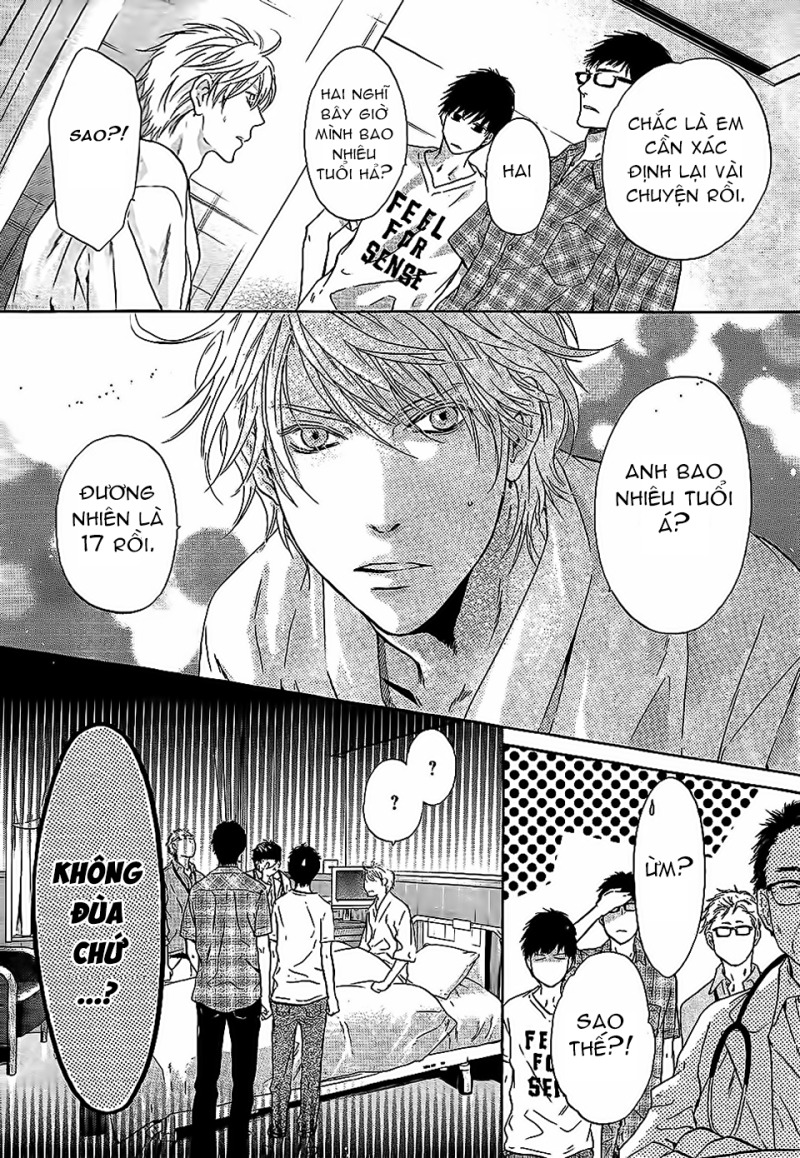 CHẮC LÀ EM
CẦN XÁC
ĐỊNH LẠI VÀI
CHUYỆN RỒI.
HAI
HAI NGHĨ
BÂY GIỜ
MÌNH BAO
NHIÊU
TUỔI HẢ?
SAO?!
FEEL
FOR
SENSE
ANH BAO
NHIÊU TUỔI
Á?
ĐƯƠNG
NHIÊN LÀ
17 RỒI.
ỪM?
SAO
THẾ?!
FE
FO
SEN
?
?
KHÔNG
ĐÙA
CHỨ
...?